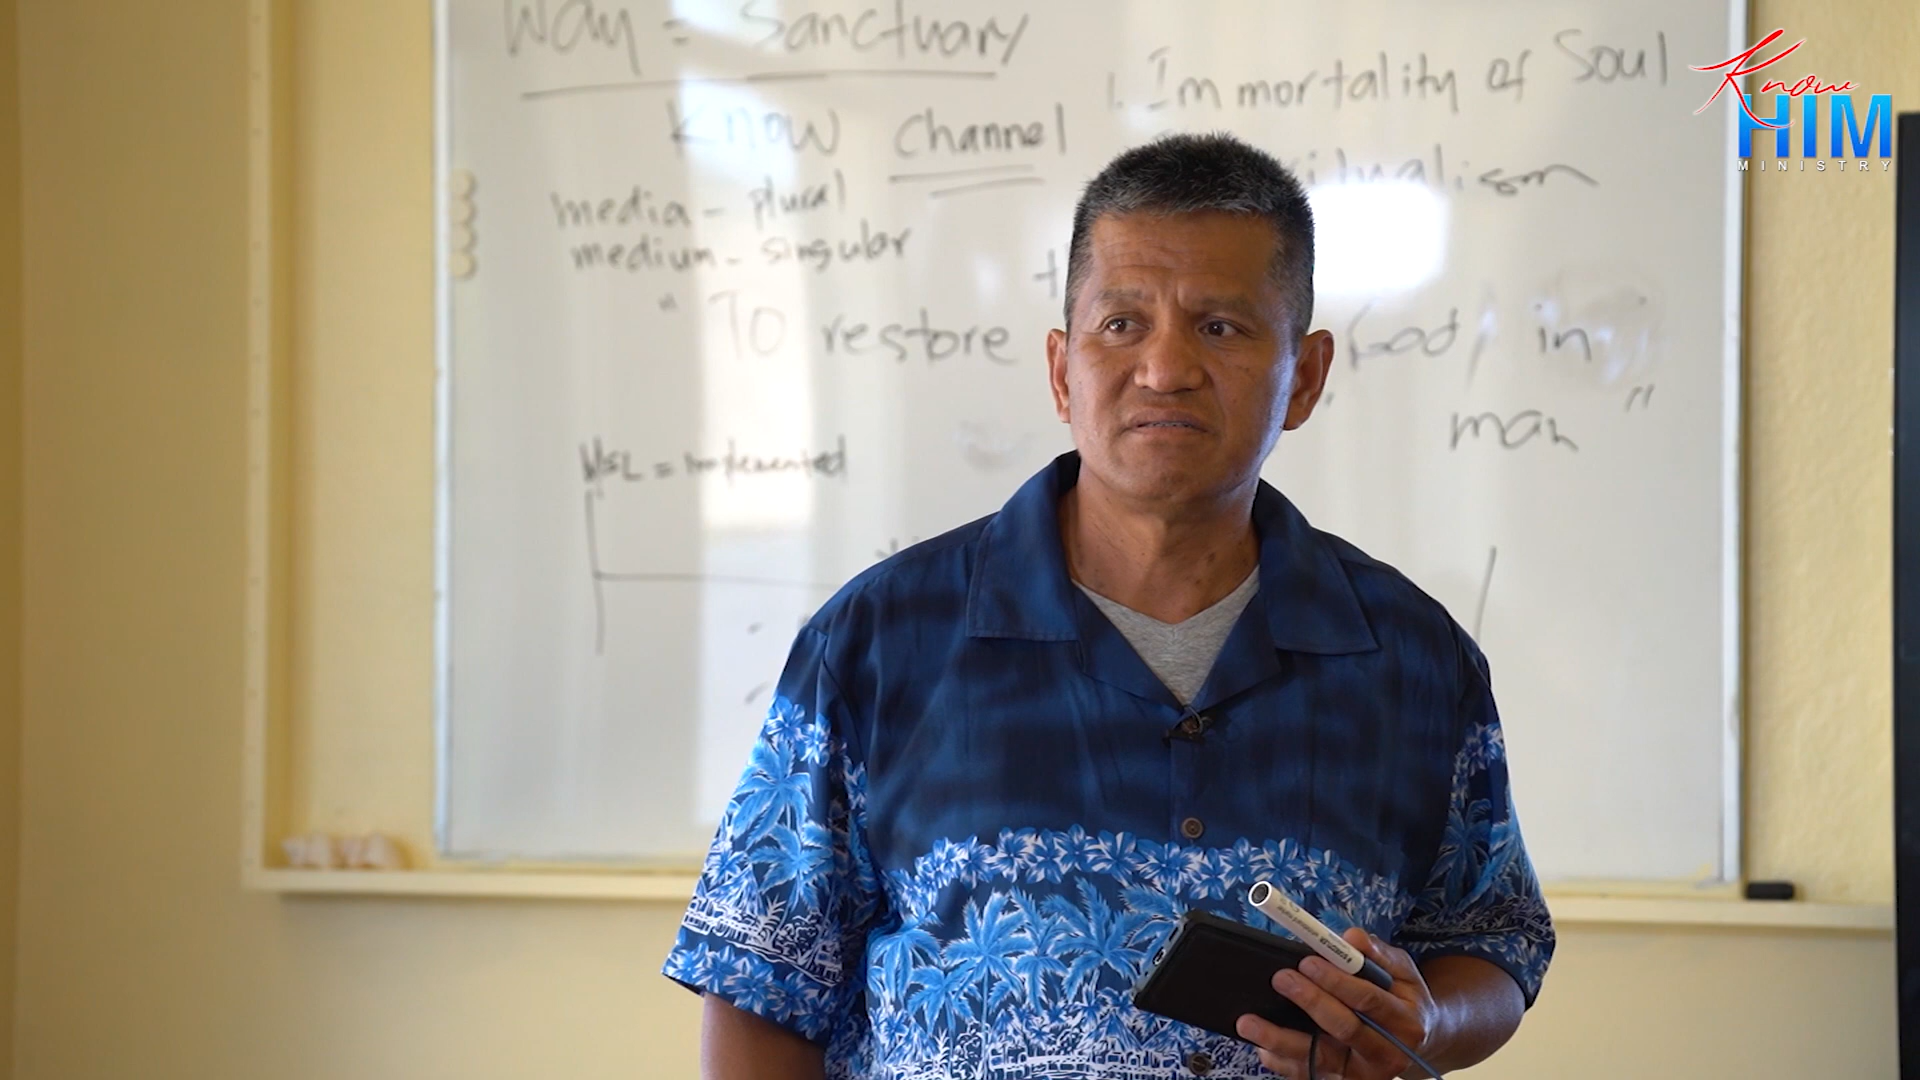 Way = Sanctuary
Know Channel
1. Immortality of Soul
media - plural
medium - singular
" To restore God, in
man "
= Implemented
Know
HIM
MINISTRY